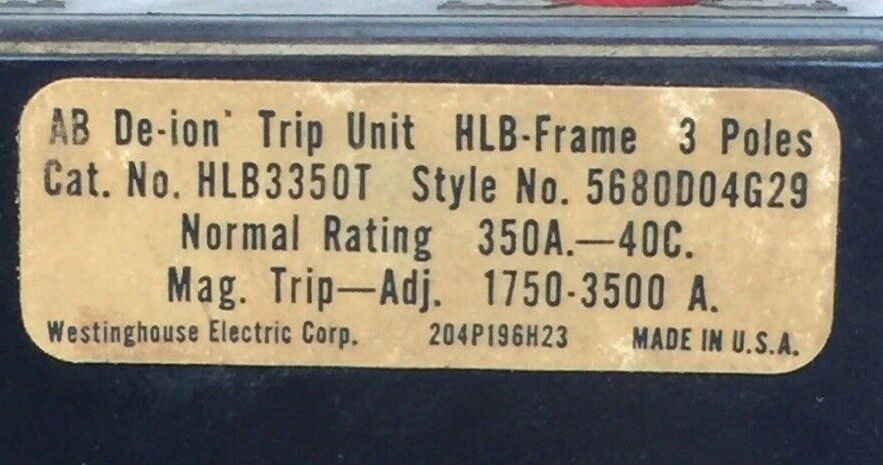 AB De-ion Trip Unit HLB-Frame 3 Poles
Cat. No. HLB3350T Style No. 5680D04G29
Normal Rating 350A.—40C.
Mag. Trip—Adj. 1750-3500 A.
Westinghouse Electric Corp. 204P196H23 MADE IN U.S.A.